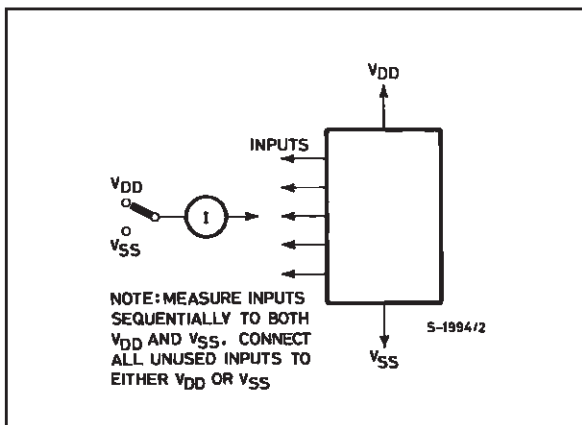 VDD
INPUTS
VDD
I
VSS
S-1994/2
VSS
NOTE: MEASURE INPUTS
SEQUENTIALLY TO BOTH
VDD AND VSS. CONNECT
ALL UNUSED INPUTS TO
EITHER VDD OR VSS